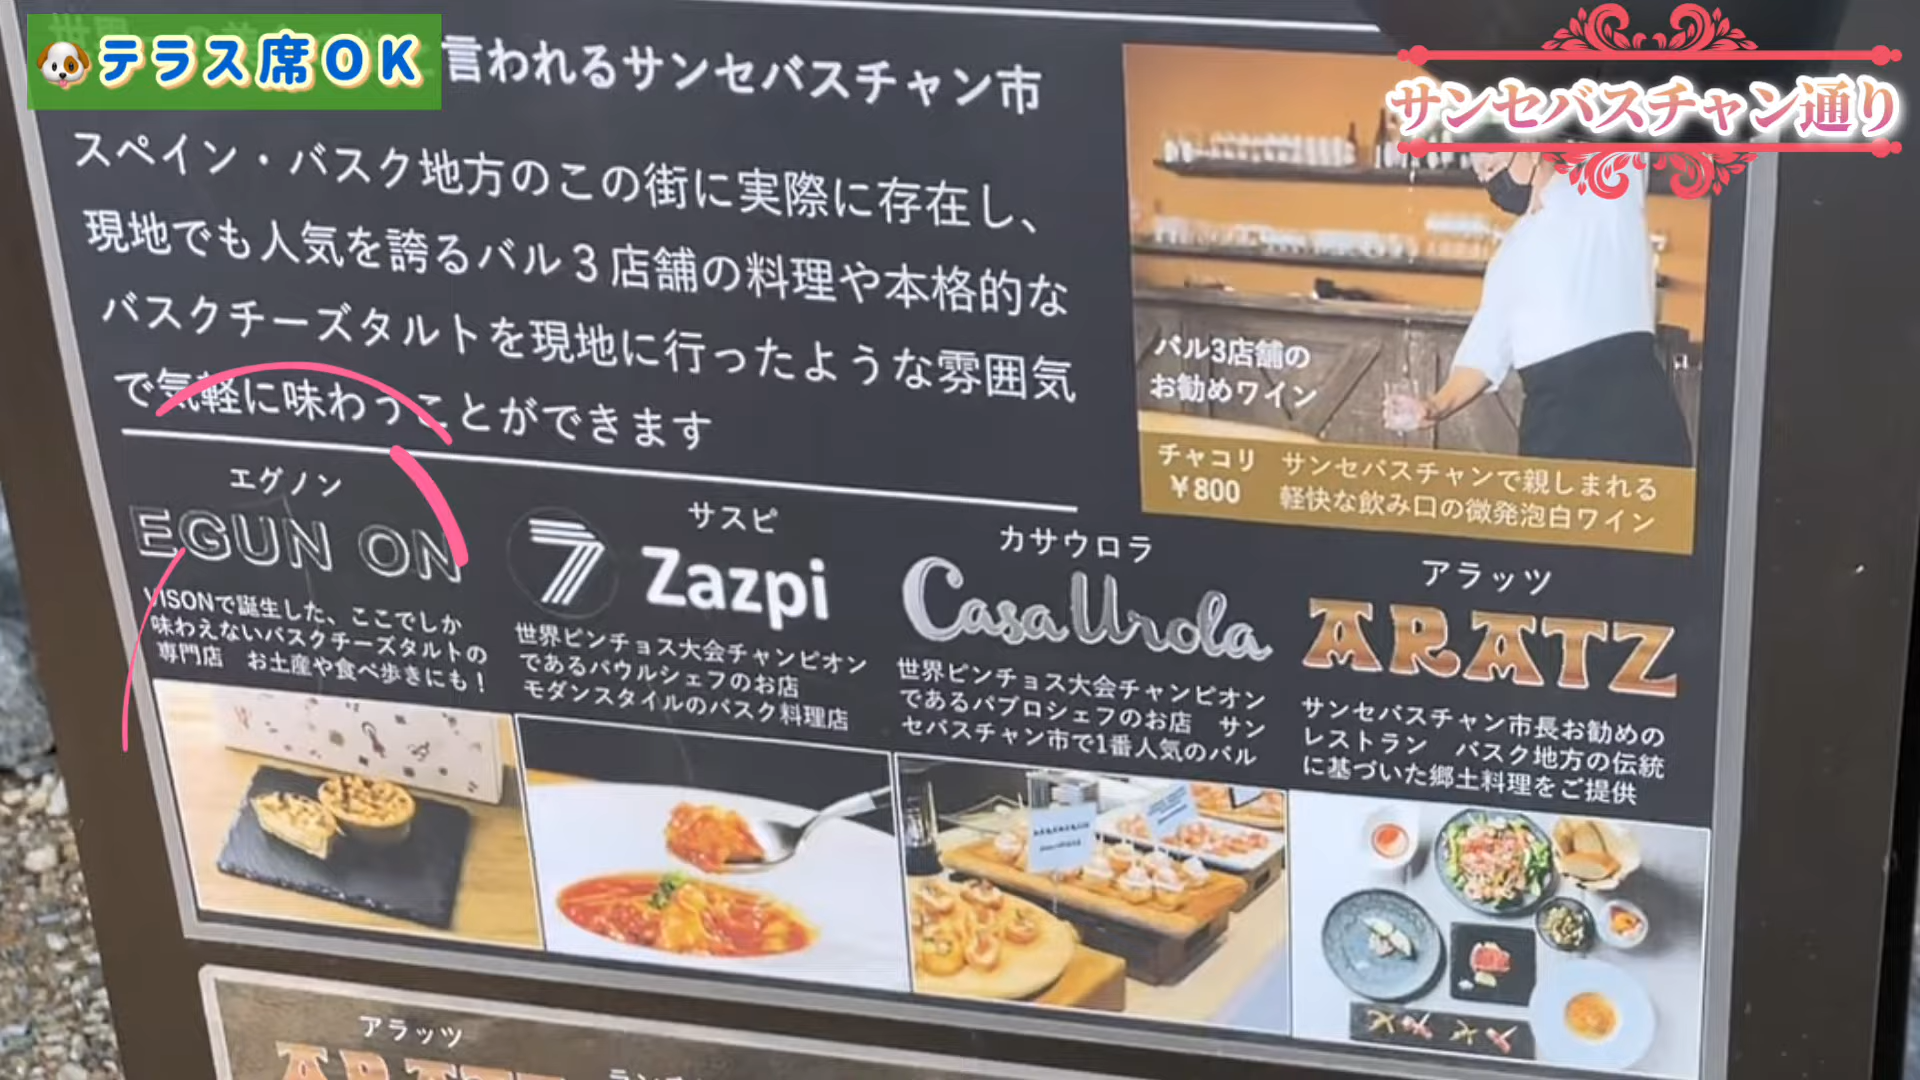 🐶テラス席OK
サンセバスチャン通り
言われるサンセバスチャン市
スペイン・バスク地方のこの街に実際に存在し、
現地でも人気を誇るバル3店舗の料理や本格的な
バスクチーズタルトを現地に行ったような雰囲気
で気軽に味わうことができます
バル3店舗の
お勧めワイン
チャコリ
¥800
サンセバスチャンで親しまれる
軽快な飲み口の微発泡白ワイン
エグノン
EGUN ON
VISONで誕生した、ここでしか
味わえないバスクチーズタルトの
専門店 お土産や食べ歩きにも！
サスピ
7 Zazpi
世界ピンチョス大会チャンピオン
であるパウルシェフのお店
モダンスタイルのバスク料理店
カサウロラ
Casa Urola
世界ピンチョス大会チャンピオン
であるパブロシェフのお店 サン
セバスチャン市で1番人気のバル
アラッツ
ARATZ
サンセバスチャン市長お勧めの
レストラン バスク地方の伝統
に基づいた郷土料理をご提供
アラッツ
ARATZ